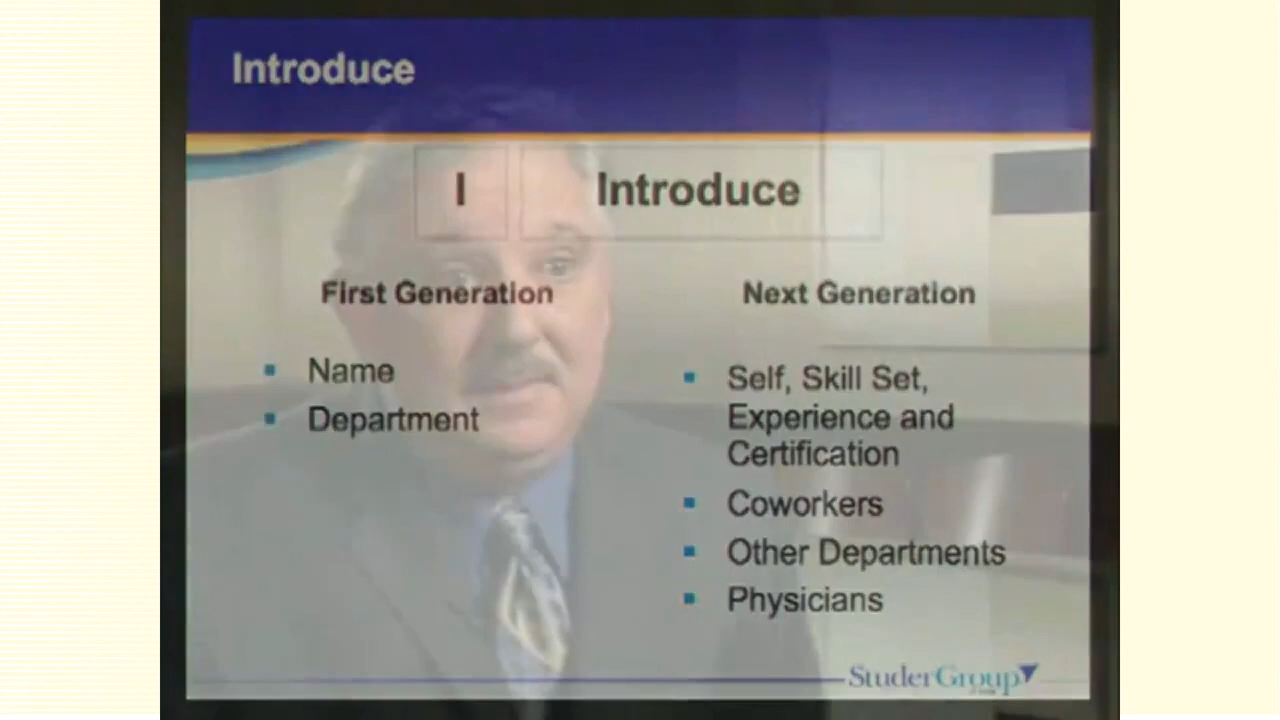 Introduce
I Introduce
First Generation Next Generation
Name
Department
Self, Skill Set,
Experience and
Certification
Coworkers
Other Departments
Physicians
StuderGroup